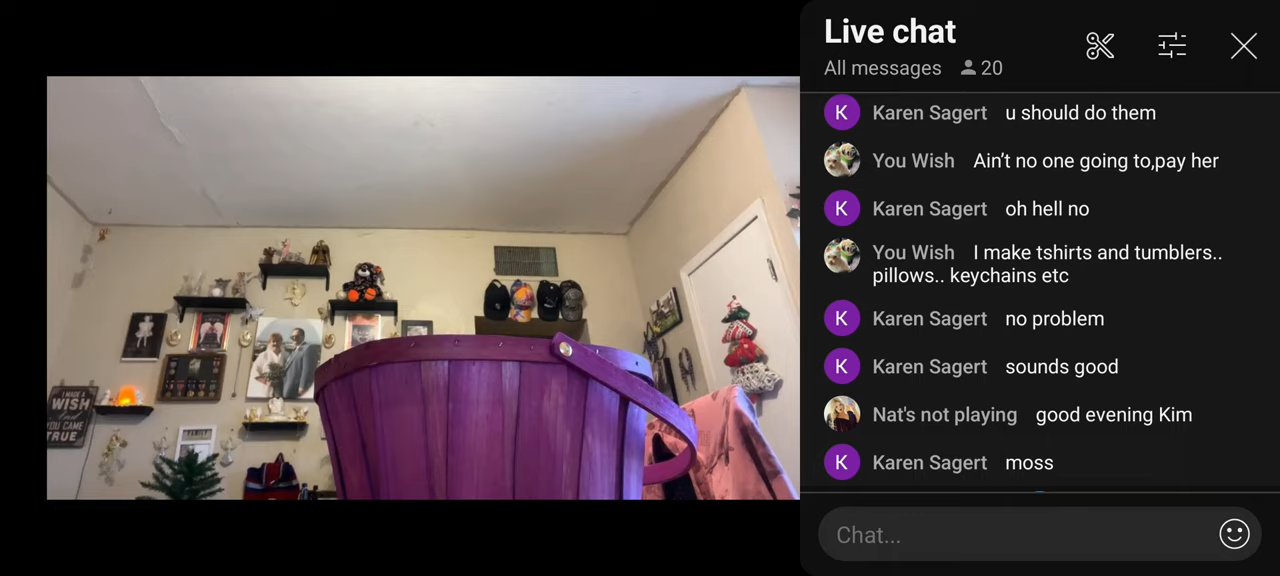 Live chat
All messages 20
Karen Sagert u should do them
You Wish Ain’t no one going to,pay her
Karen Sagert oh hell no
You Wish I make tshirts and tumblers..
pillows.. keychains etc
Karen Sagert no problem
Karen Sagert sounds good
Nat's not playing good evening Kim
Karen Sagert moss
Chat...
K
K
K
K
K
I MADE A
WISH
And
YOU CAME
TRUE